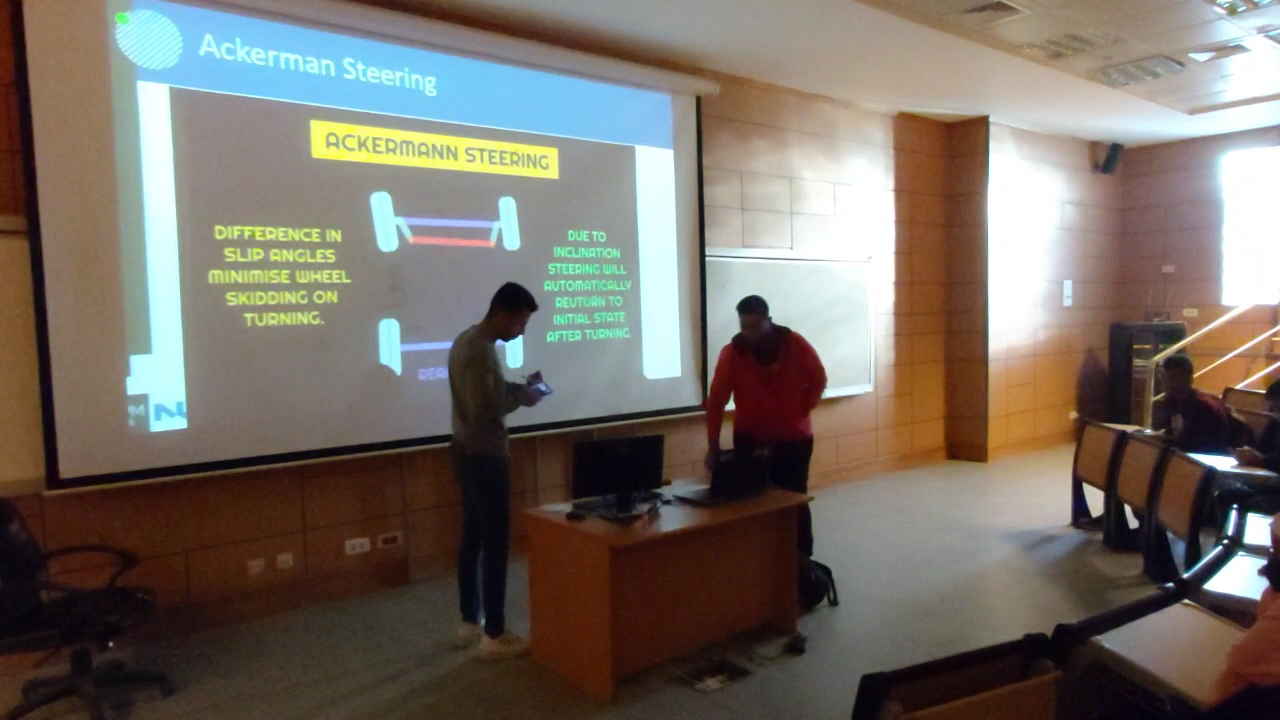 Ackerman Steering
ACKERMANN STEERING
DIFFERENCE IN
SLIP ANGLES
MINIMISE WHEEL
SKIDDING ON
TURNING.
DUE TO
INCLINATION
STEERING WILL
AUTOMATICALLY
REUTURN TO
INITIAL STATE
AFTER TURNING.